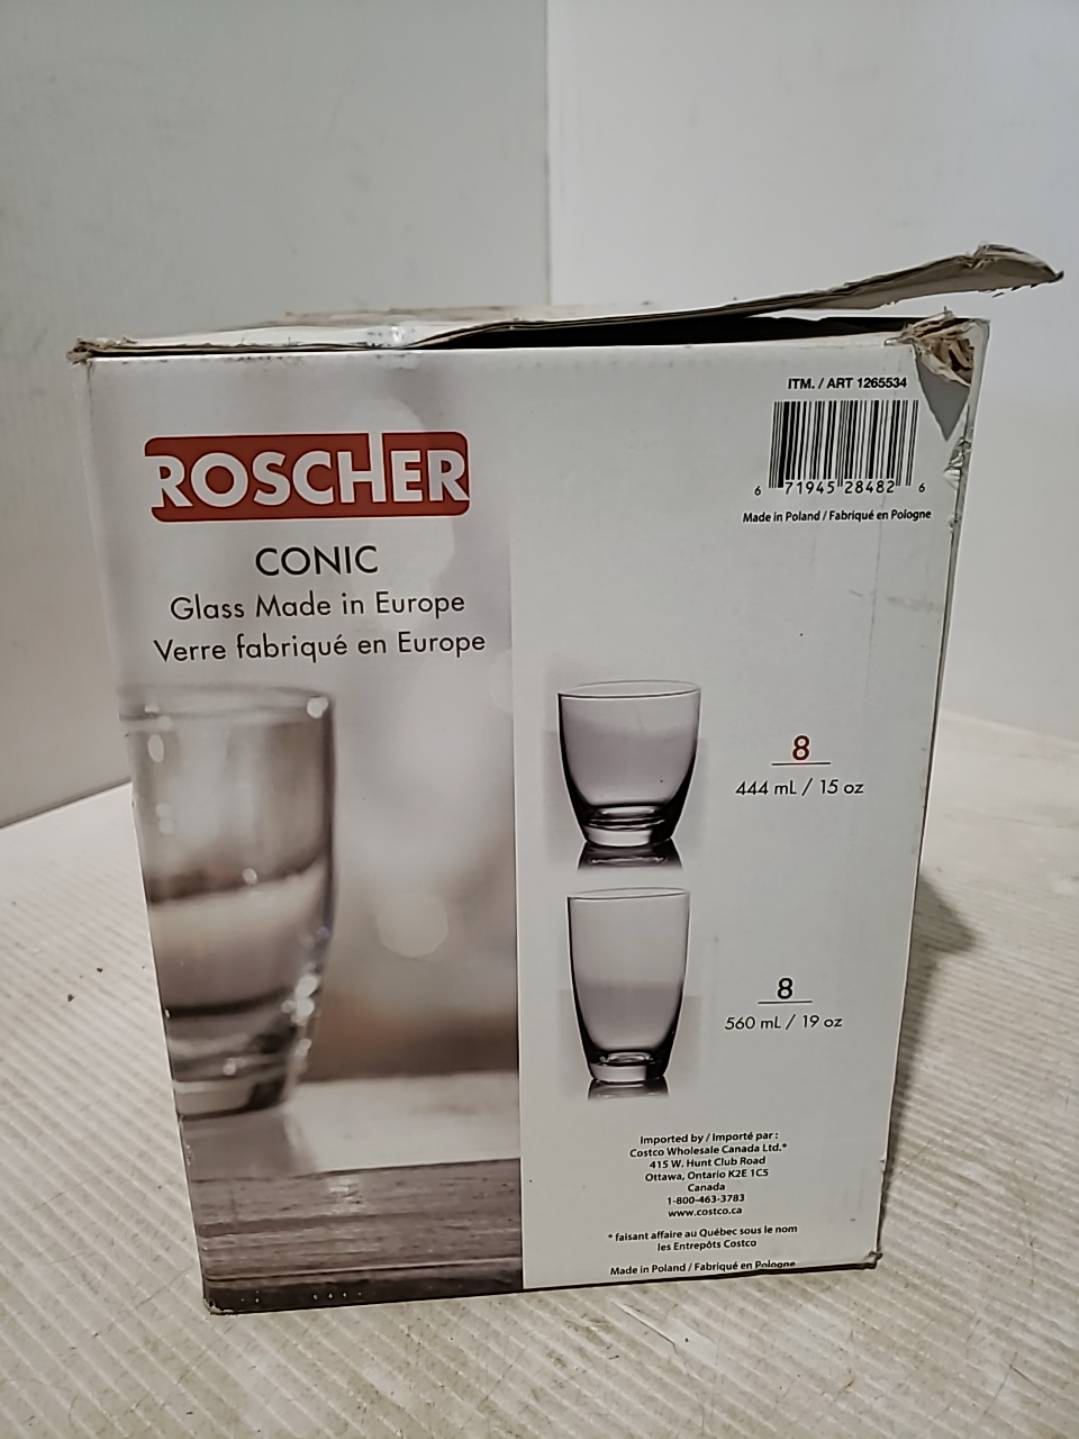 ROSCHER
CONIC
Glass Made in Europe
Verre fabriqué en Europe
ITM. / ART 1265534
6 71945 28482 6
Made in Poland / Fabriqué en Pologne
8
444 mL / 15 oz
8
560 mL / 19 oz
Imported by / Importé par :
Costco Wholesale Canada Ltd.*
415 W. Hunt Club Road
Ottawa, Ontario K2E 1C5
Canada
1-800-463-3783
www.costco.ca
* faisant affaire au Québec sous le nom
les Entrepôts Costco
Made in Poland / Fabriqué en Pologne